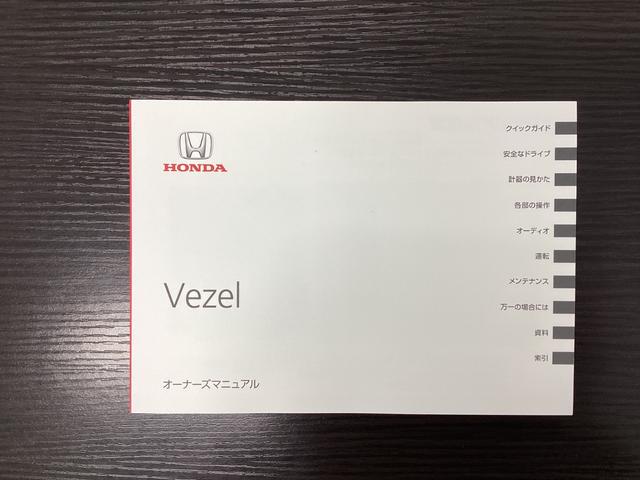 HONDA
Vezel
オーナーズマニュアル
クイックガイド
安全なドライブ
計器の見かた
各部の操作
オーディオ
運転
メンテナンス
万一の場合には
資料
索引